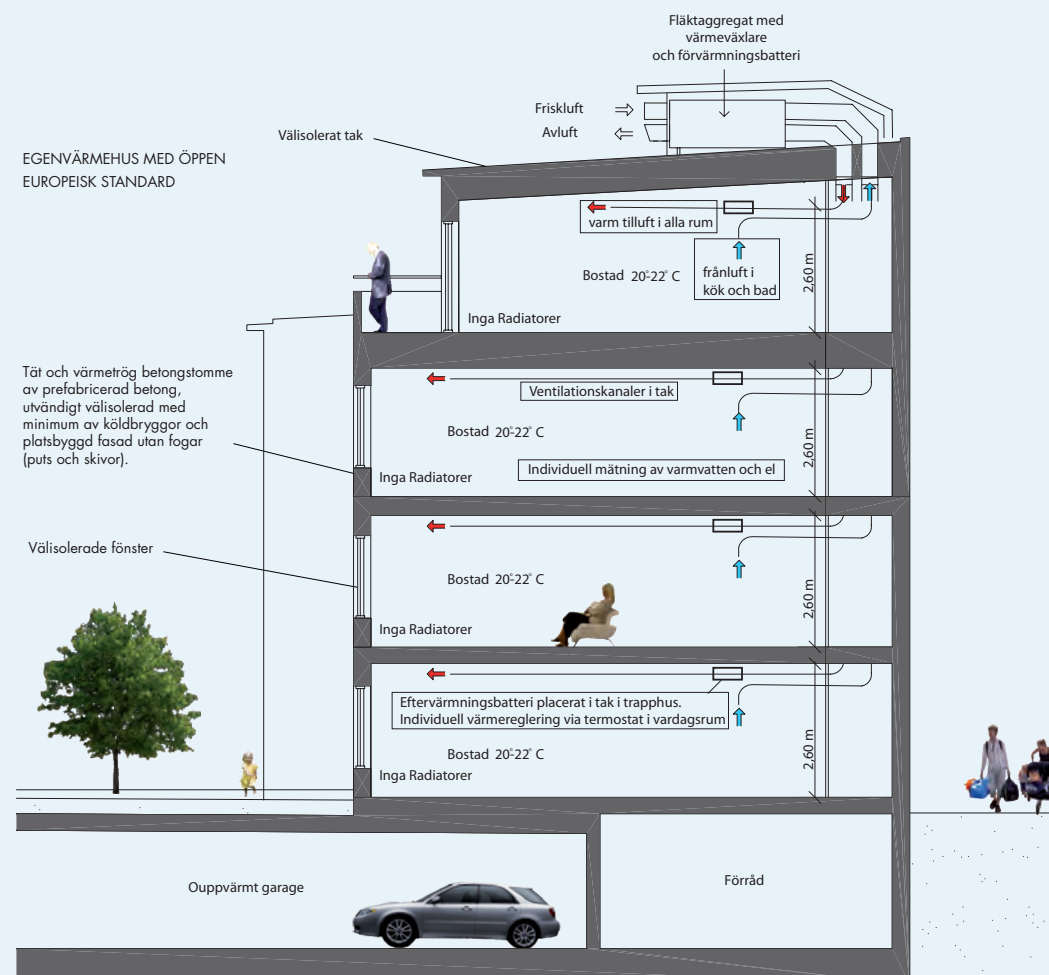 Fläktaggregat med
värmeväxlare
och förvärmningsbatteri
Friskluft
Avluft
Välisolerat tak
EGENVÄRMEHUS MED ÖPPEN
EUROPEISK STANDARD
varm tilluft i alla rum
Bostad 20°-22° C
frånluft i
kök och bad
2,60 m
Inga Radiatorer
Tät och värmetrög betongstomme
av prefabricerad betong,
utvändigt välisolerad med
minimum av köldbryggor och
platsbyggd fasad utan fogar
(puts och skivor).
Ventilationskanaler i tak
Bostad 20°-22° C
2,60 m
Individuell mätning av varmvatten och el
Inga Radiatorer
Välisolerade fönster
Bostad 20°-22° C
2,60 m
Inga Radiatorer
Eftervärmningsbatteri placerat i tak i trapphus.
Individuell värmereglering via termostat i vardagsrum
Bostad 20°-22° C
2,60 m
Inga Radiatorer
Ouppvärmt garage
Förråd